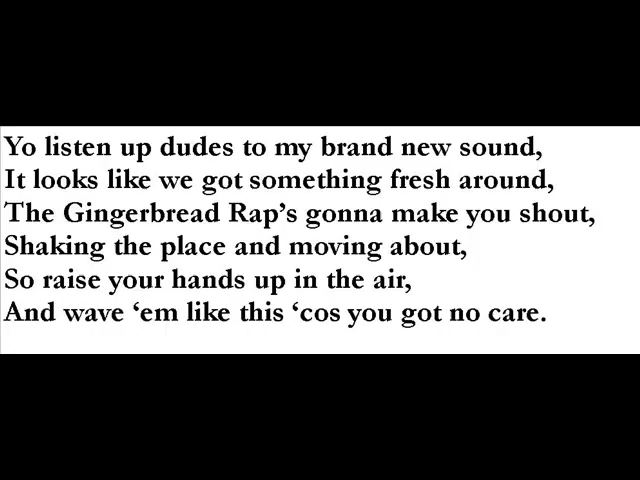 Yo listen up dudes to my brand new sound,
It looks like we got something fresh around,
The Gingerbread Rap’s gonna make you shout,
Shaking the place and moving about,
So raise your hands up in the air,
And wave ‘em like this ‘cos you got no care.